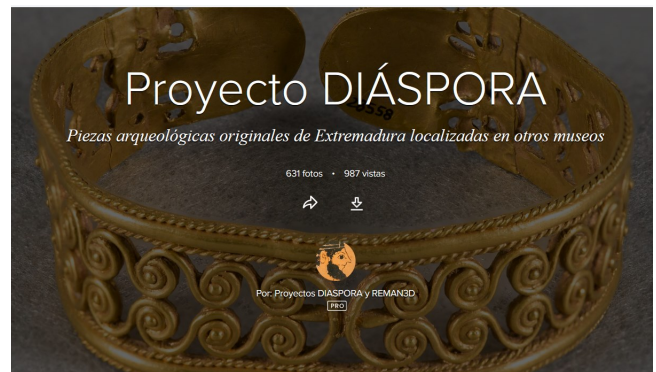 Proyecto DIÁSPORA
Piezas arqueológicas originales de Extremadura localizadas en otros museos
631 fotos • 987 vistas
Por: Proyectos DIASPORA y REMAN3D
PRO